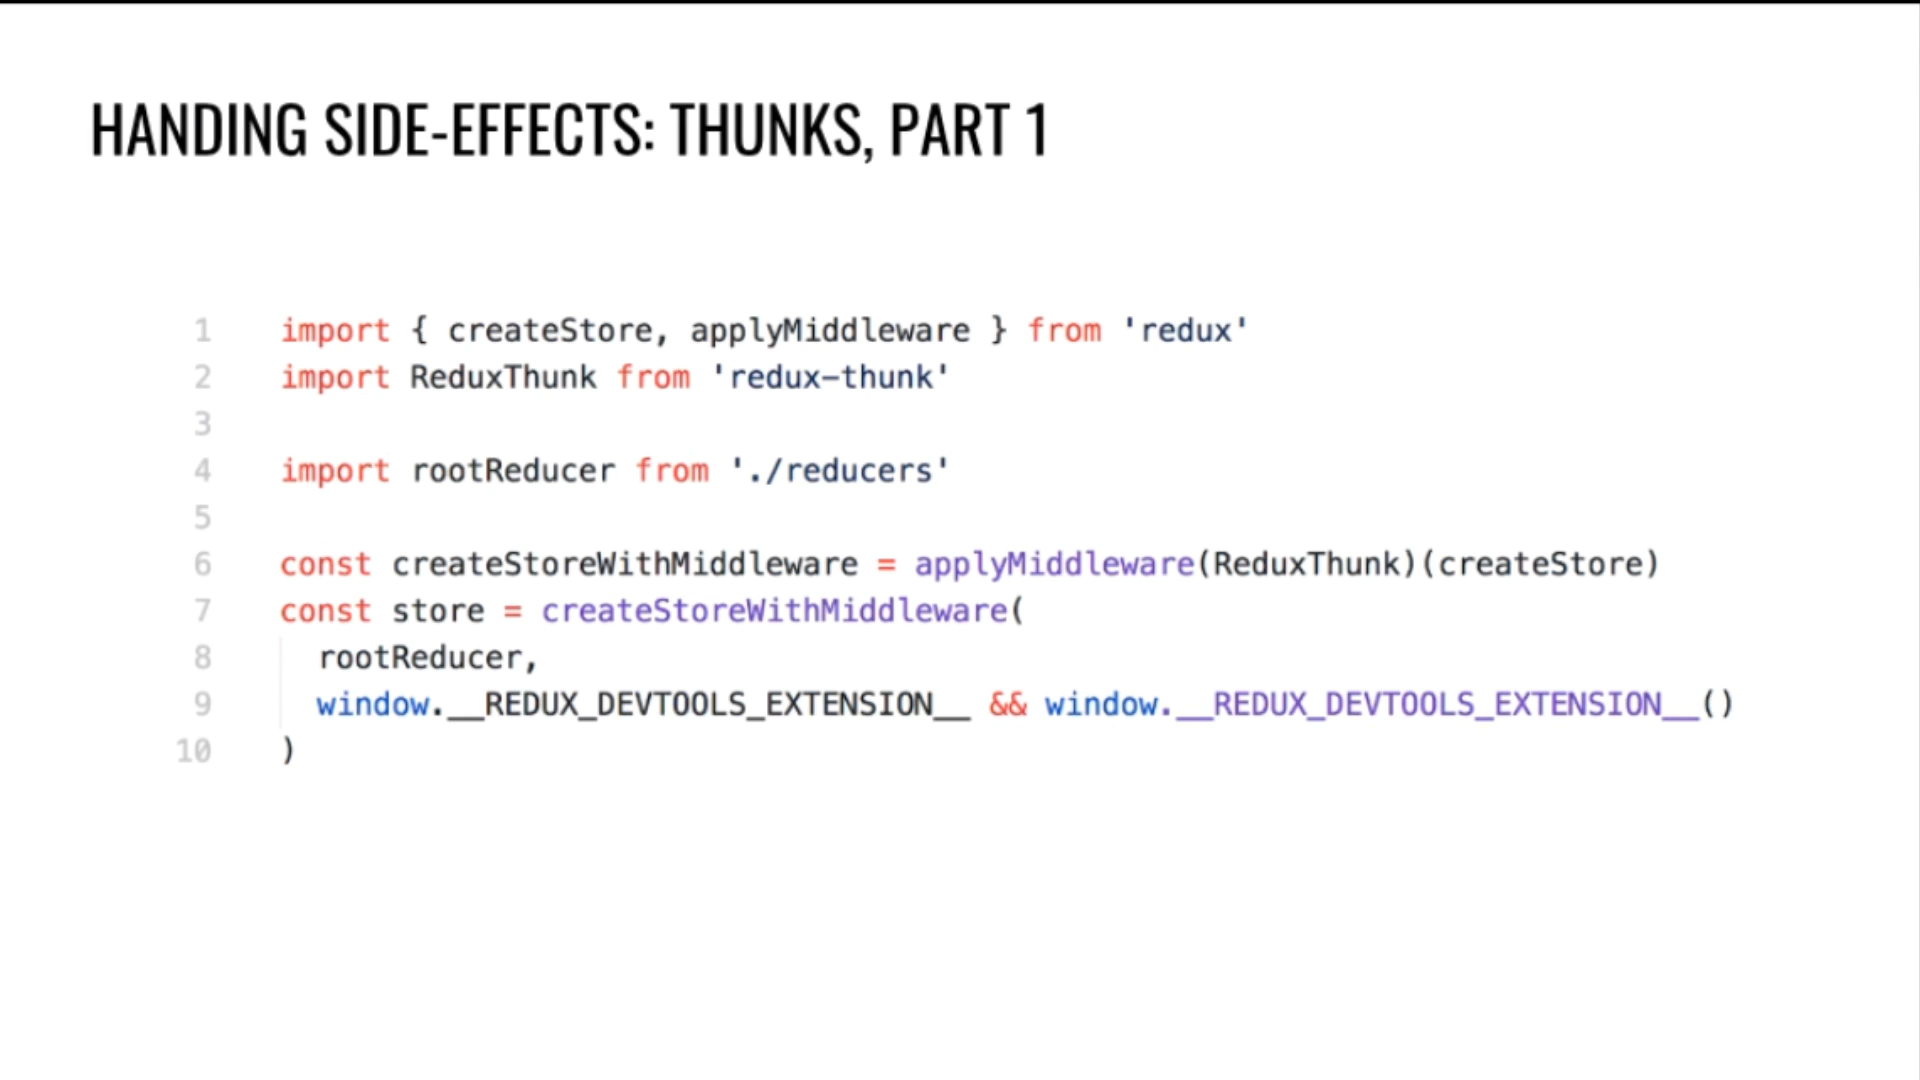 HANDING SIDE-EFFECTS: THUNKS, PART 1
1 import { createStore, applyMiddleware } from 'redux'
2 import ReduxThunk from 'redux-thunk'
3
4 import rootReducer from './reducers'
5
6 const createStoreWithMiddleware = applyMiddleware(ReduxThunk)(createStore)
7 const store = createStoreWithMiddleware(
8   rootReducer,
9   window.__REDUX_DEVTOOLS_EXTENSION__ && window.__REDUX_DEVTOOLS_EXTENSION__()
10 )